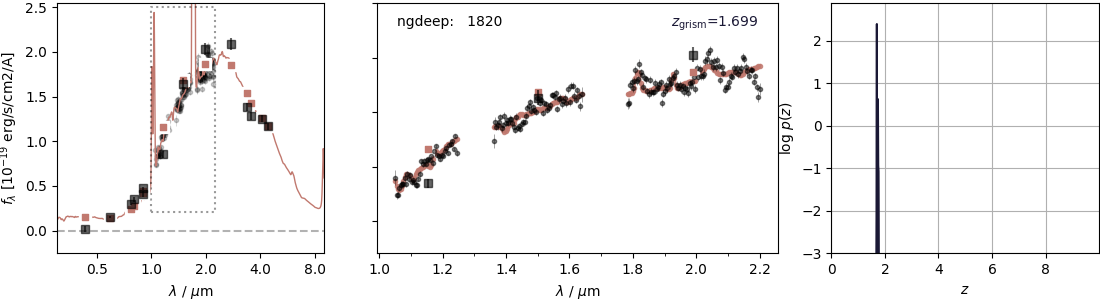 2.5
2.0
1.5
1.0
0.5
0.0
f_λ [10⁻¹⁹ erg/s/cm2/A]
0.5 1.0 2.0 4.0 8.0
λ / μm
ngdeep: 1820 z_grism=1.699
1.0 1.2 1.4 1.6 1.8 2.0 2.2
λ / μm
2
1
0
−1
−2
−3
log p(z)
0 2 4 6 8
z